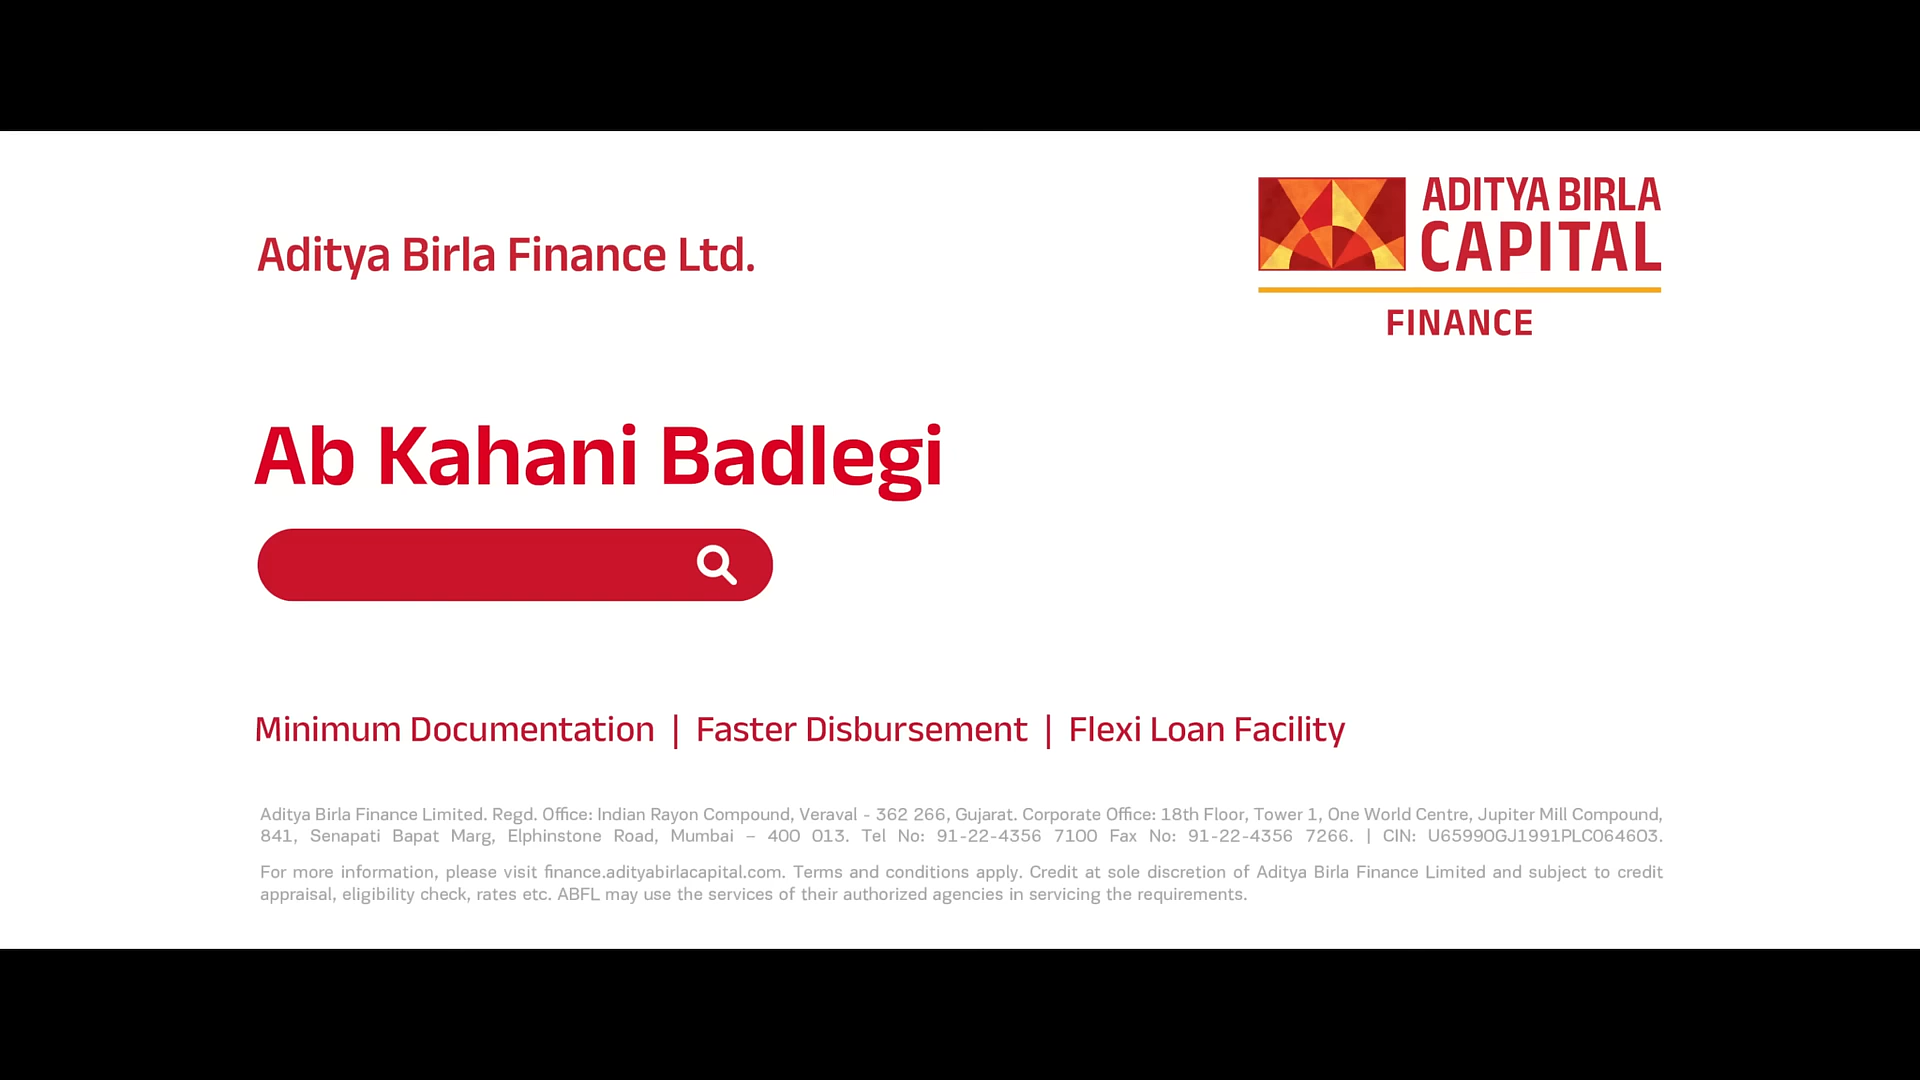 Aditya Birla Finance Ltd.
ADITYA BIRLA
CAPITAL
FINANCE
Ab Kahani Badlegi
Minimum Documentation | Faster Disbursement | Flexi Loan Facility
Aditya Birla Finance Limited. Regd. Office: Indian Rayon Compound, Veraval - 362 266, Gujarat. Corporate Office: 18th Floor, Tower 1, One World Centre, Jupiter Mill Compound,
841, Senapati Bapat Marg, Elphinstone Road, Mumbai – 400 013. Tel No: 91-22-4356 7100 Fax No: 91-22-4356 7266. | CIN: U65990GJ1991PLC064603.
For more information, please visit finance.adityabirlacapital.com. Terms and conditions apply. Credit at sole discretion of Aditya Birla Finance Limited and subject to credit
appraisal, eligibility check, rates etc. ABFL may use the services of their authorized agencies in servicing the requirements.